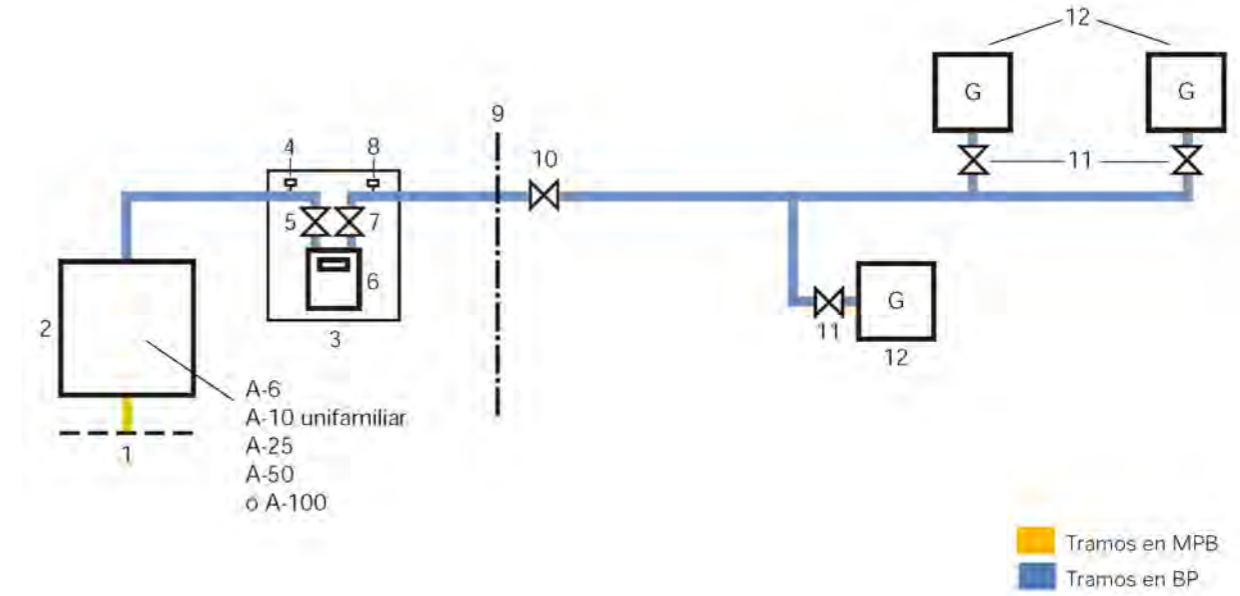 12
G
G
9
4
8
10
11
5
7
6
G
2
3
11
12
A-6
A-10 unifamiliar
A-25
1
A-50
ó A-100
Tramos en MPB
Tramos en BP